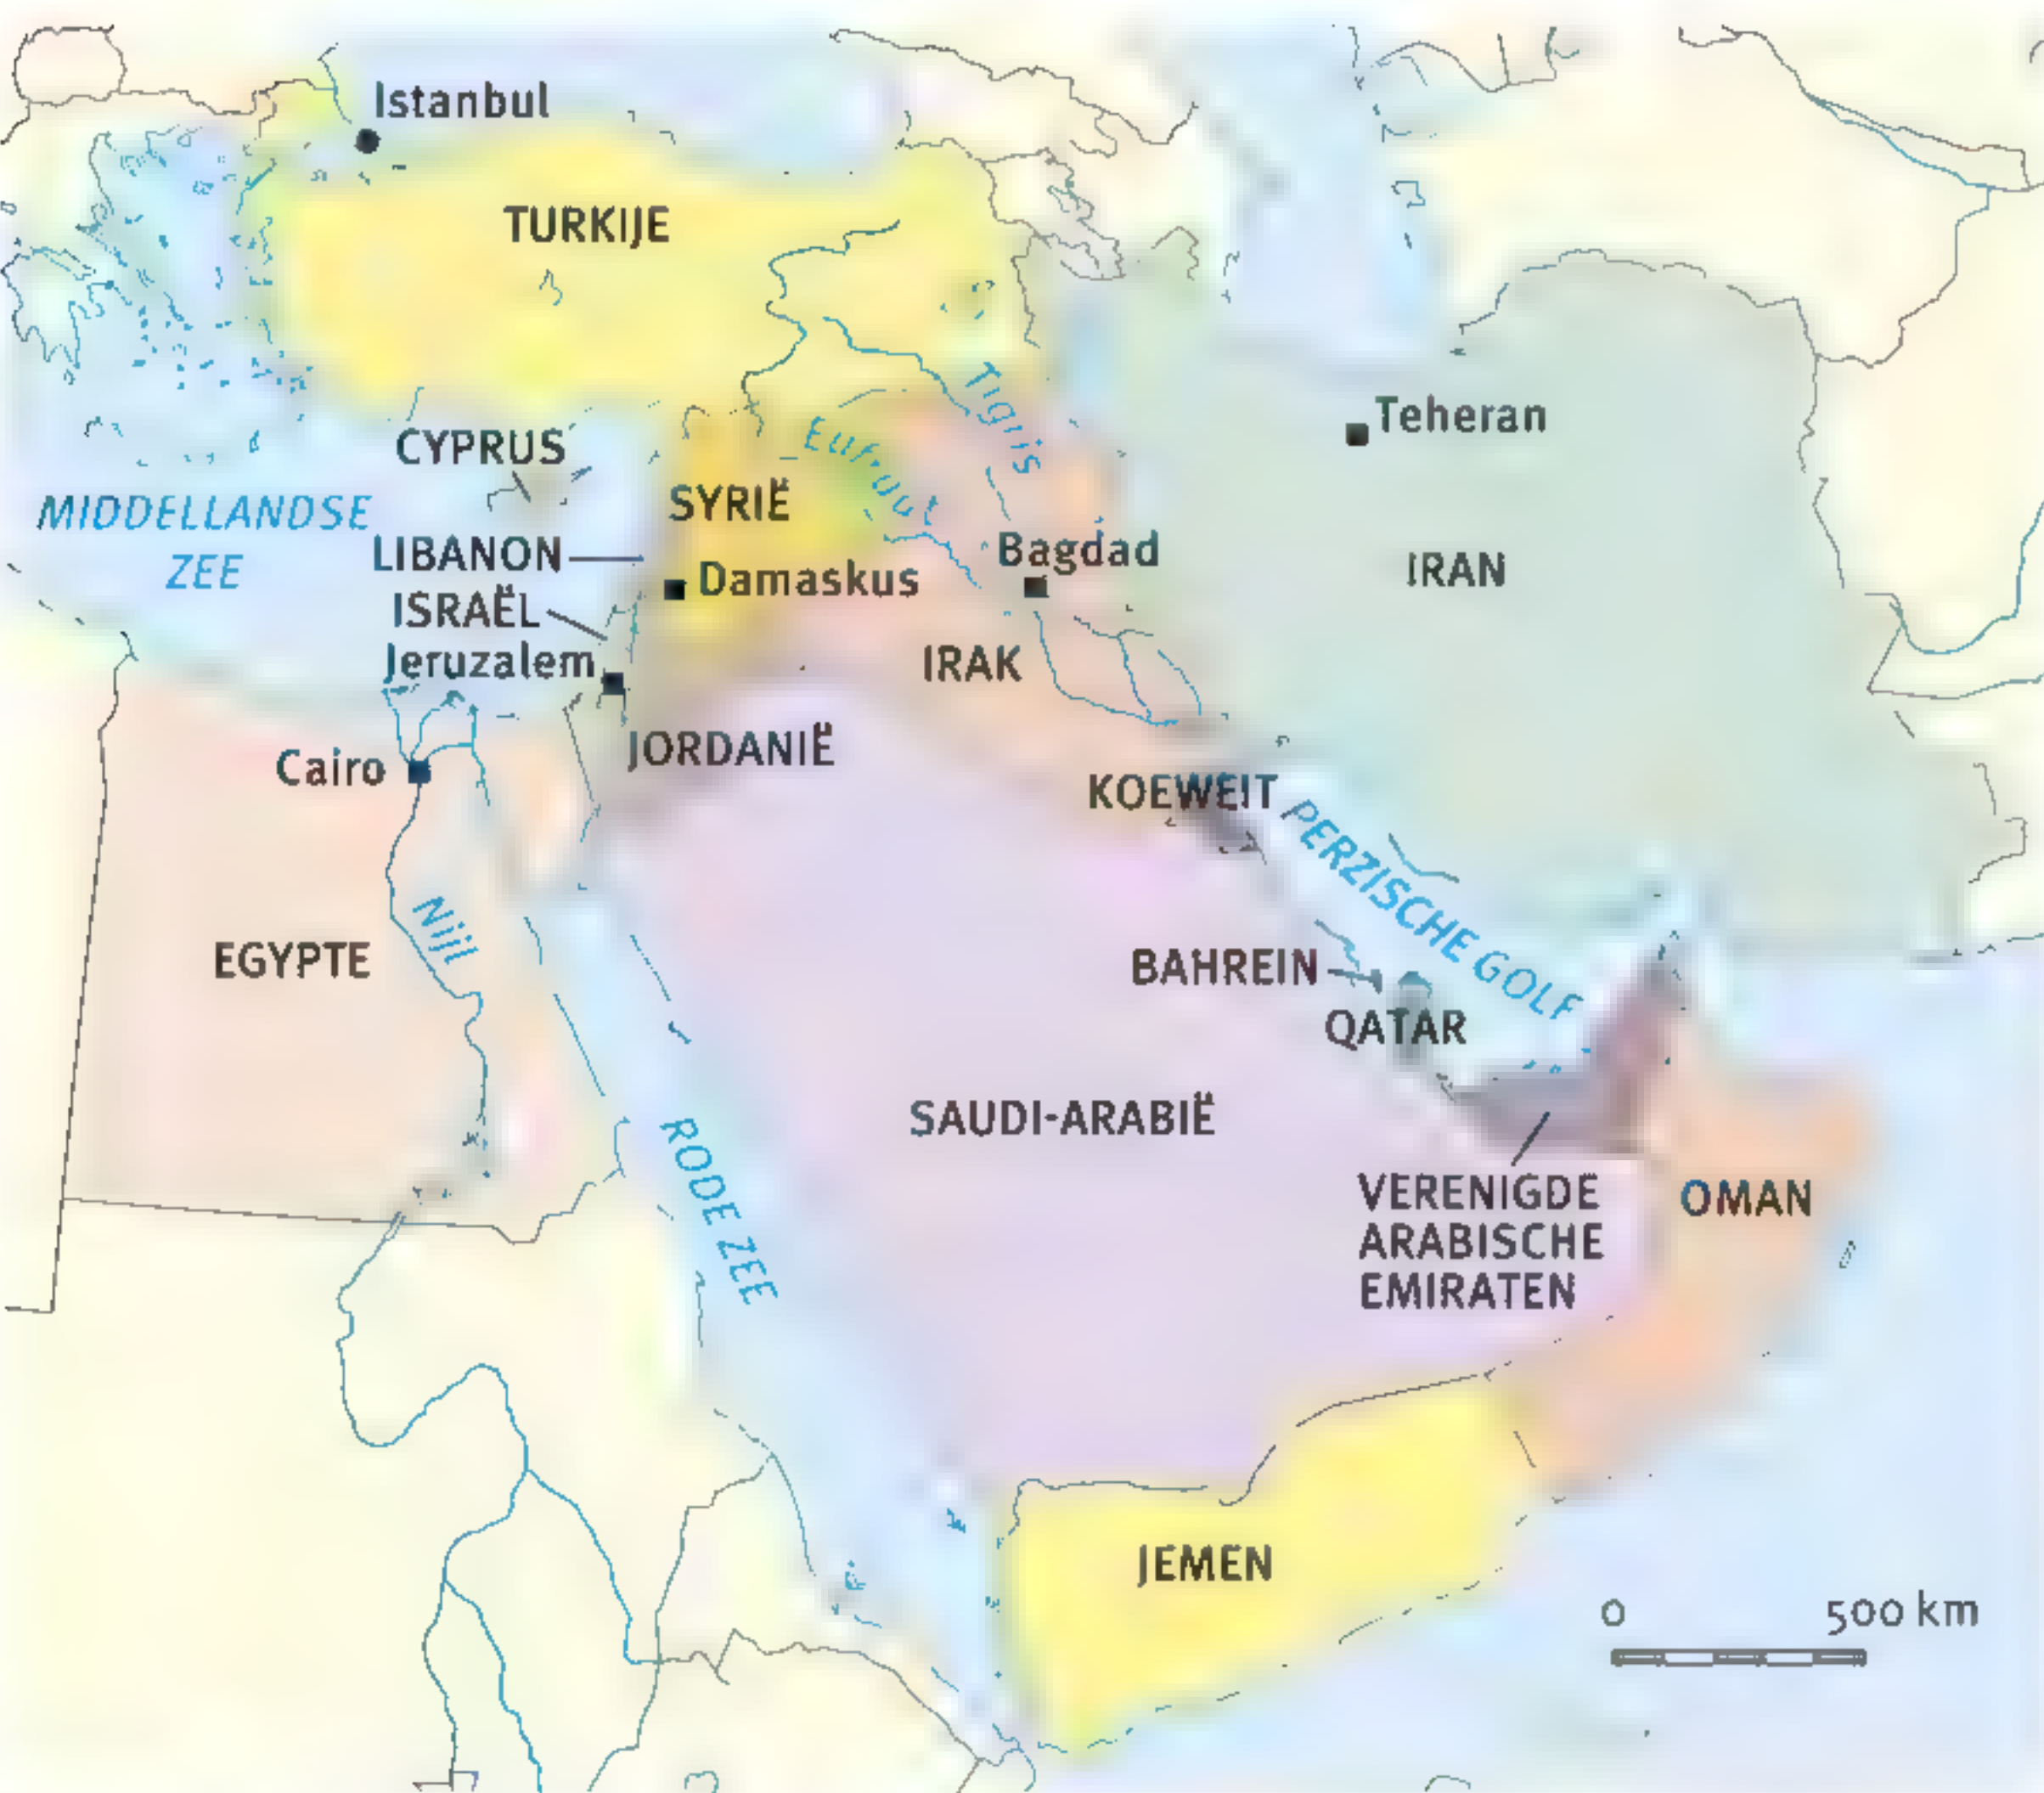 Istanbul
TURKIJE
Tigris
Teheran
CYPRUS
Eufraat
MIDDELLANDSE
ZEE
SYRIË
LIBANON
Bagdad
IRAN
Damaskus
ISRAËL
Jeruzalem
IRAK
JORDANIË
Cairo
KOEWEIT
PERZISCHE GOLF
Nijl
EGYPTE
BAHREIN
QATAR
SAUDI-ARABIË
RODE ZEE
VERENIGDE
ARABISCHE
EMIRATEN
OMAN
JEMEN
0 500 km